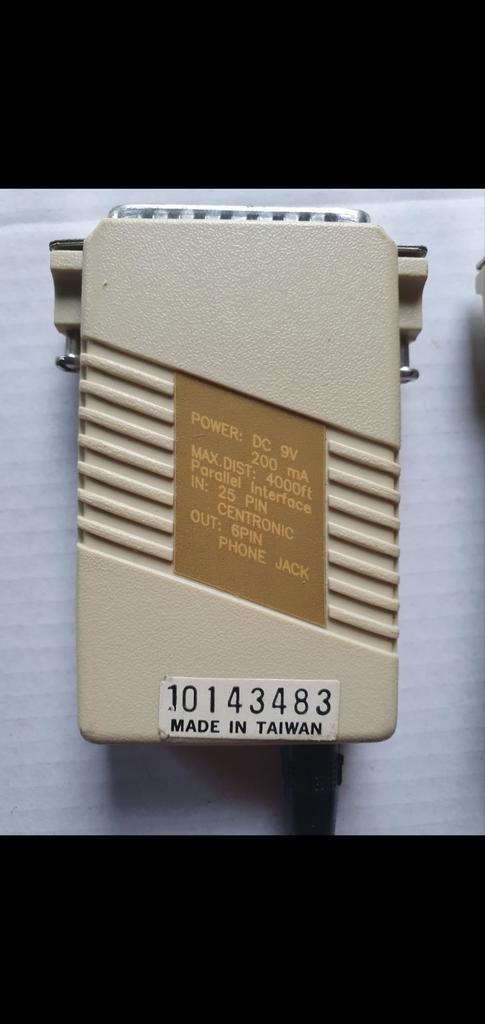 POWER: DC 9V
200 mA
MAX.DIST: 4000ft
Parallel Interface
IN: 25 PIN
CENTRONIC
OUT: 6PIN
PHONE JACK
10143483
MADE IN TAIWAN